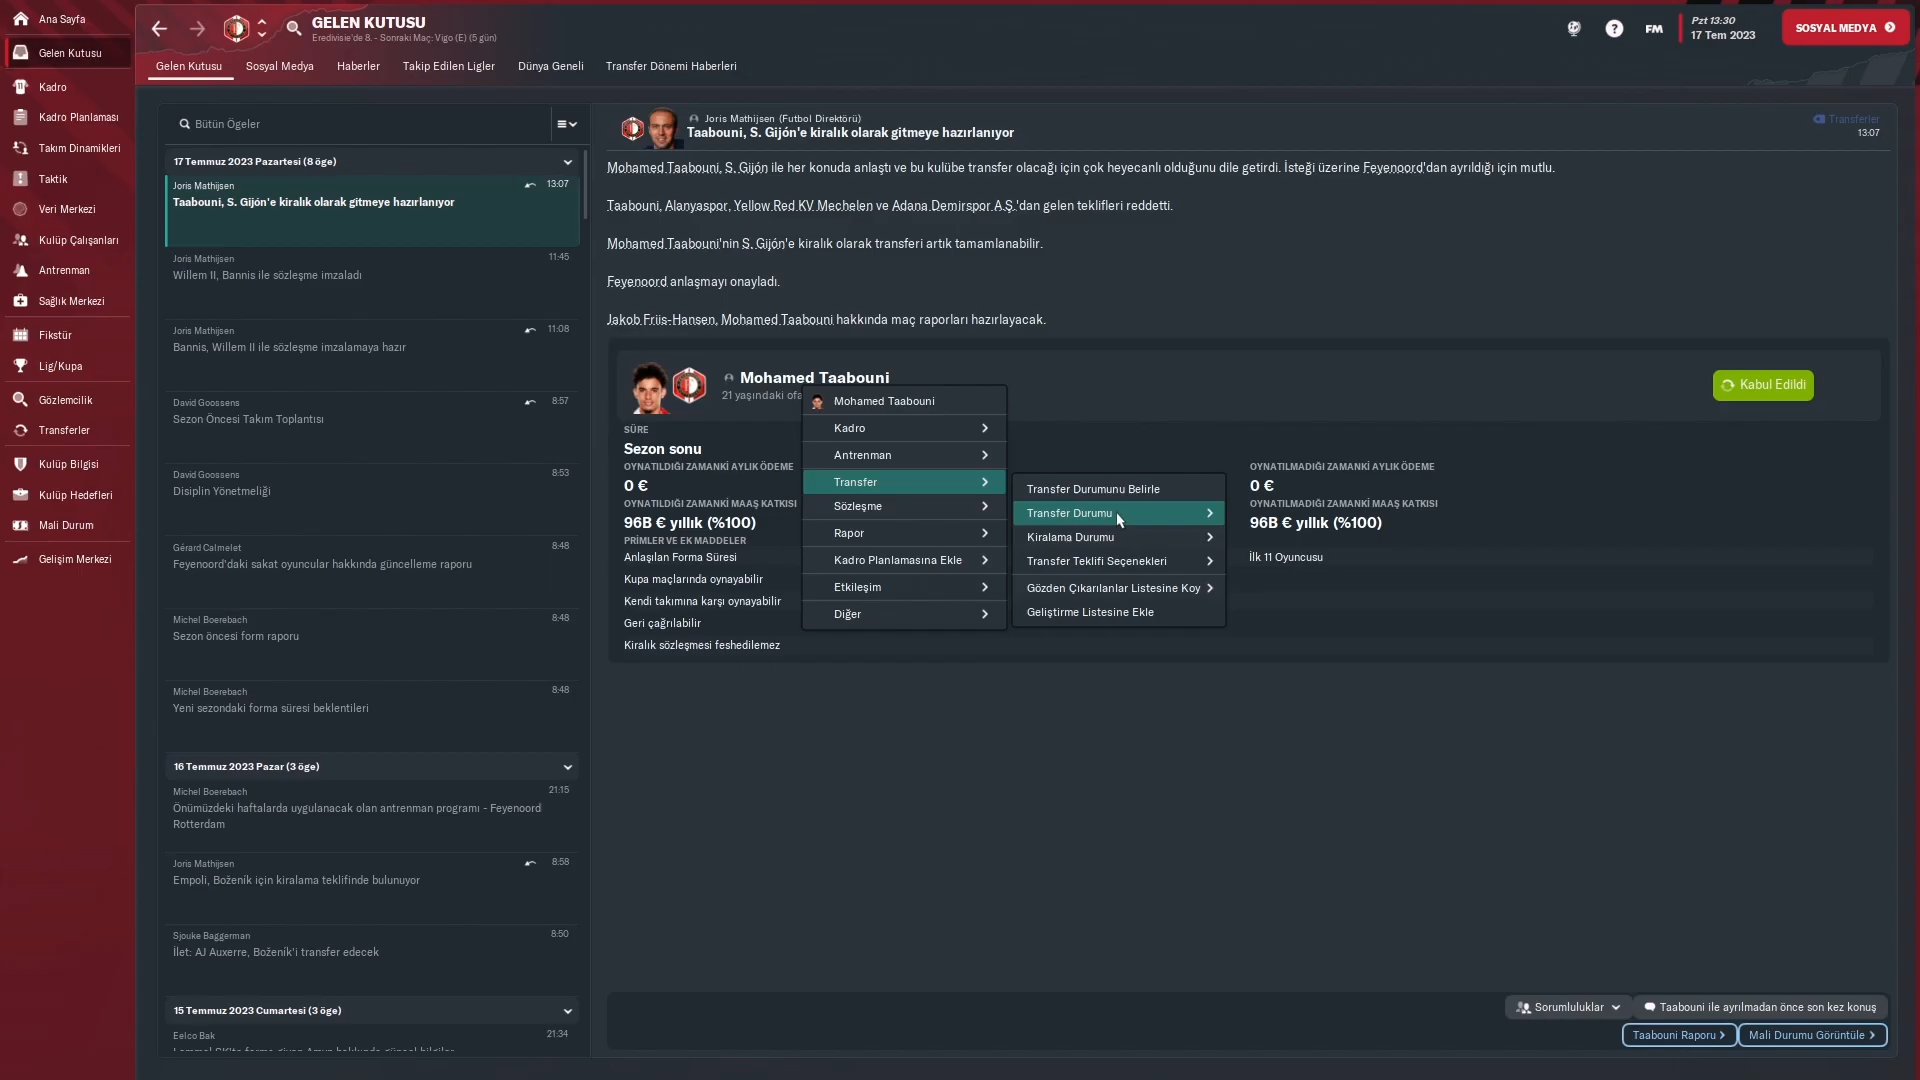 Ana Sayfa
Gelen Kutusu
Kadro
Kadro Planlaması
Takım Dinamikleri
Taktik
Veri Merkezi
Kulüp Çalışanları
Antrenman
Sağlık Merkezi
Fikstür
Lig/Kupa
Gözlemcilik
Transferler
Kulüp Bilgisi
Kulüp Hedefleri
Mali Durum
Gelişim Merkezi
GELEN KUTUSU
Eredivisie'de 8. - Sonraki Maç: Vigo (E) (5 gün)
FM
Pzt 13:30
17 Tem 2023
SOSYAL MEDYA
Gelen Kutusu Sosyal Medya Haberler Takip Edilen Ligler Dünya Geneli Transfer Dönemi Haberleri
Bütün Ögeler
17 Temmuz 2023 Pazartesi (8 öge)
Joris Mathijsen 13:07
Taabouni, S. Gijón'e kiralık olarak gitmeye hazırlanıyor
Joris Mathijsen 11:45
Willem II, Bannis ile sözleşme imzaladı
Joris Mathijsen 11:08
Bannis, Willem II ile sözleşme imzalamaya hazır
David Goossens 8:57
Sezon Öncesi Takım Toplantısı
David Goossens 8:53
Disiplin Yönetmeliği
Gérard Calmelet 8:48
Feyenoord'daki sakat oyuncular hakkında güncelleme raporu
Michel Boerebach 8:48
Sezon öncesi form raporu
Michel Boerebach 8:48
Yeni sezondaki forma süresi beklentileri
16 Temmuz 2023 Pazar (3 öge)
Michel Boerebach 21:15
Önümüzdeki haftalarda uygulanacak olan antrenman programı - Feyenoord
Rotterdam
Joris Mathijsen 8:58
Empoli, Boženík için kiralama teklifinde bulunuyor
Sjouke Baggerman 8:50
İlet: AJ Auxerre, Boženík'i transfer edecek
15 Temmuz 2023 Cumartesi (3 öge)
Eelco Bak 21:34
Joris Mathijsen (Futbol Direktörü)
Taabouni, S. Gijón'e kiralık olarak gitmeye hazırlanıyor
Transferler
13:07
Mohamed Taabouni, S. Gijón ile her konuda anlaştı ve bu kulübe transfer olacağı için çok heyecanlı olduğunu dile getirdi. İsteği üzerine Feyenoord'dan ayrıldığı için mutlu.
Taabouni, Alanyaspor, Yellow Red KV Mechelen ve Adana Demirspor A.Ş.'dan gelen teklifleri reddetti.
Mohamed Taabouni'nin S. Gijón'e kiralık olarak transferi artık tamamlanabilir.
Feyenoord anlaşmayı onayladı.
Jakob Friis-Hansen, Mohamed Taabouni hakkında maç raporları hazırlayacak.
Mohamed Taabouni
21 yaşındaki ofa
Kabul Edildi
SÜRE
Sezon sonu
OYNATILDIĞI ZAMANKİ AYLIK ÖDEME
0 €
OYNATILDIĞI ZAMANKİ MAAŞ KATKISI
96B € yıllık (%100)
PRİMLER VE EK MADDELER
Anlaşılan Forma Süresi
Kupa maçlarında oynayabilir
Kendi takımına karşı oynayabilir
Geri çağrılabilir
Kiralık sözleşmesi feshedilemez
OYNATILMADIĞI ZAMANKİ AYLIK ÖDEME
0 €
OYNATILMADIĞI ZAMANKİ MAAŞ KATKISI
96B € yıllık (%100)
İlk 11 Oyuncusu
Mohamed Taabouni
Kadro
Antrenman
Transfer
Sözleşme
Rapor
Kadro Planlamasına Ekle
Etkileşim
Diğer
Transfer Durumunu Belirle
Transfer Durumu
Kiralama Durumu
Transfer Teklifi Seçenekleri
Gözden Çıkarılanlar Listesine Koy
Geliştirme Listesine Ekle
Sorumluluklar
Taabouni ile ayrılmadan önce son kez konuş
Taabouni Raporu
Mali Durumu Görüntüle